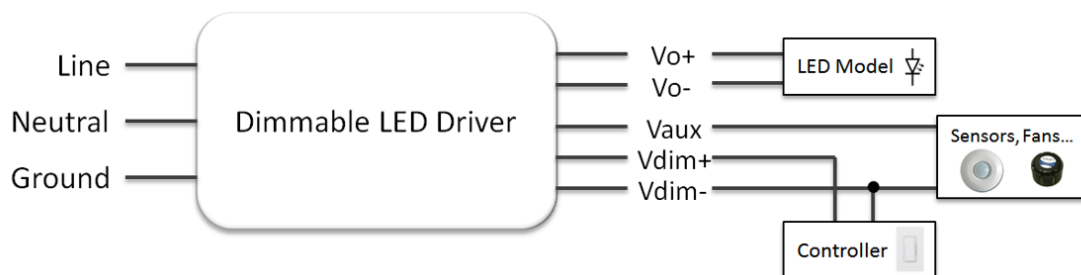 Line
Neutral
Ground
Dimmable LED Driver
Vo+
Vo-
Vaux
Vdim+
Vdim-
LED Model
Sensors, Fans...
Controller